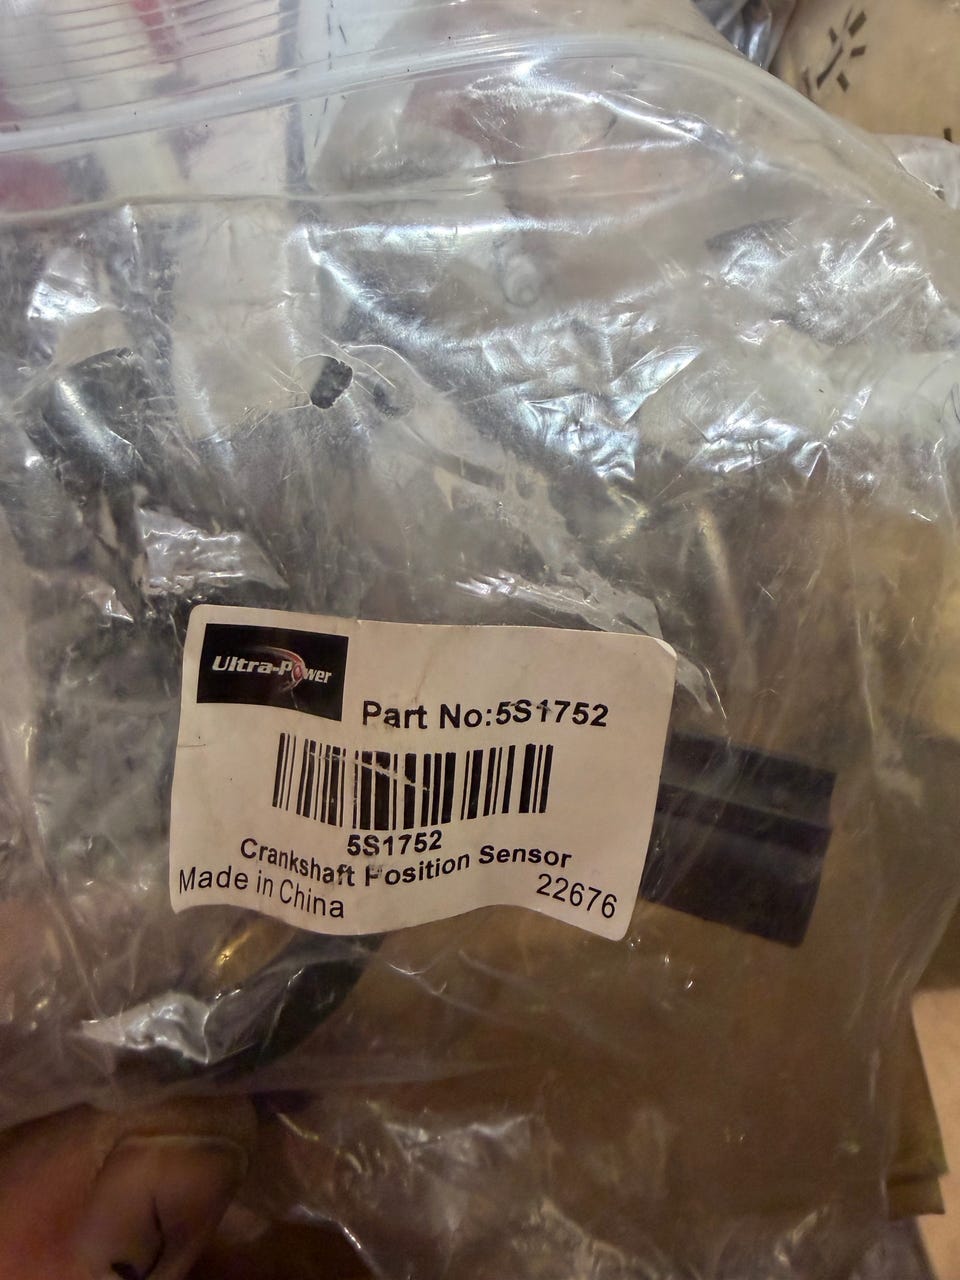 Ultra-Power
Part No:5S1752
5S1752
Crankshaft Position Sensor
Made in China
22676